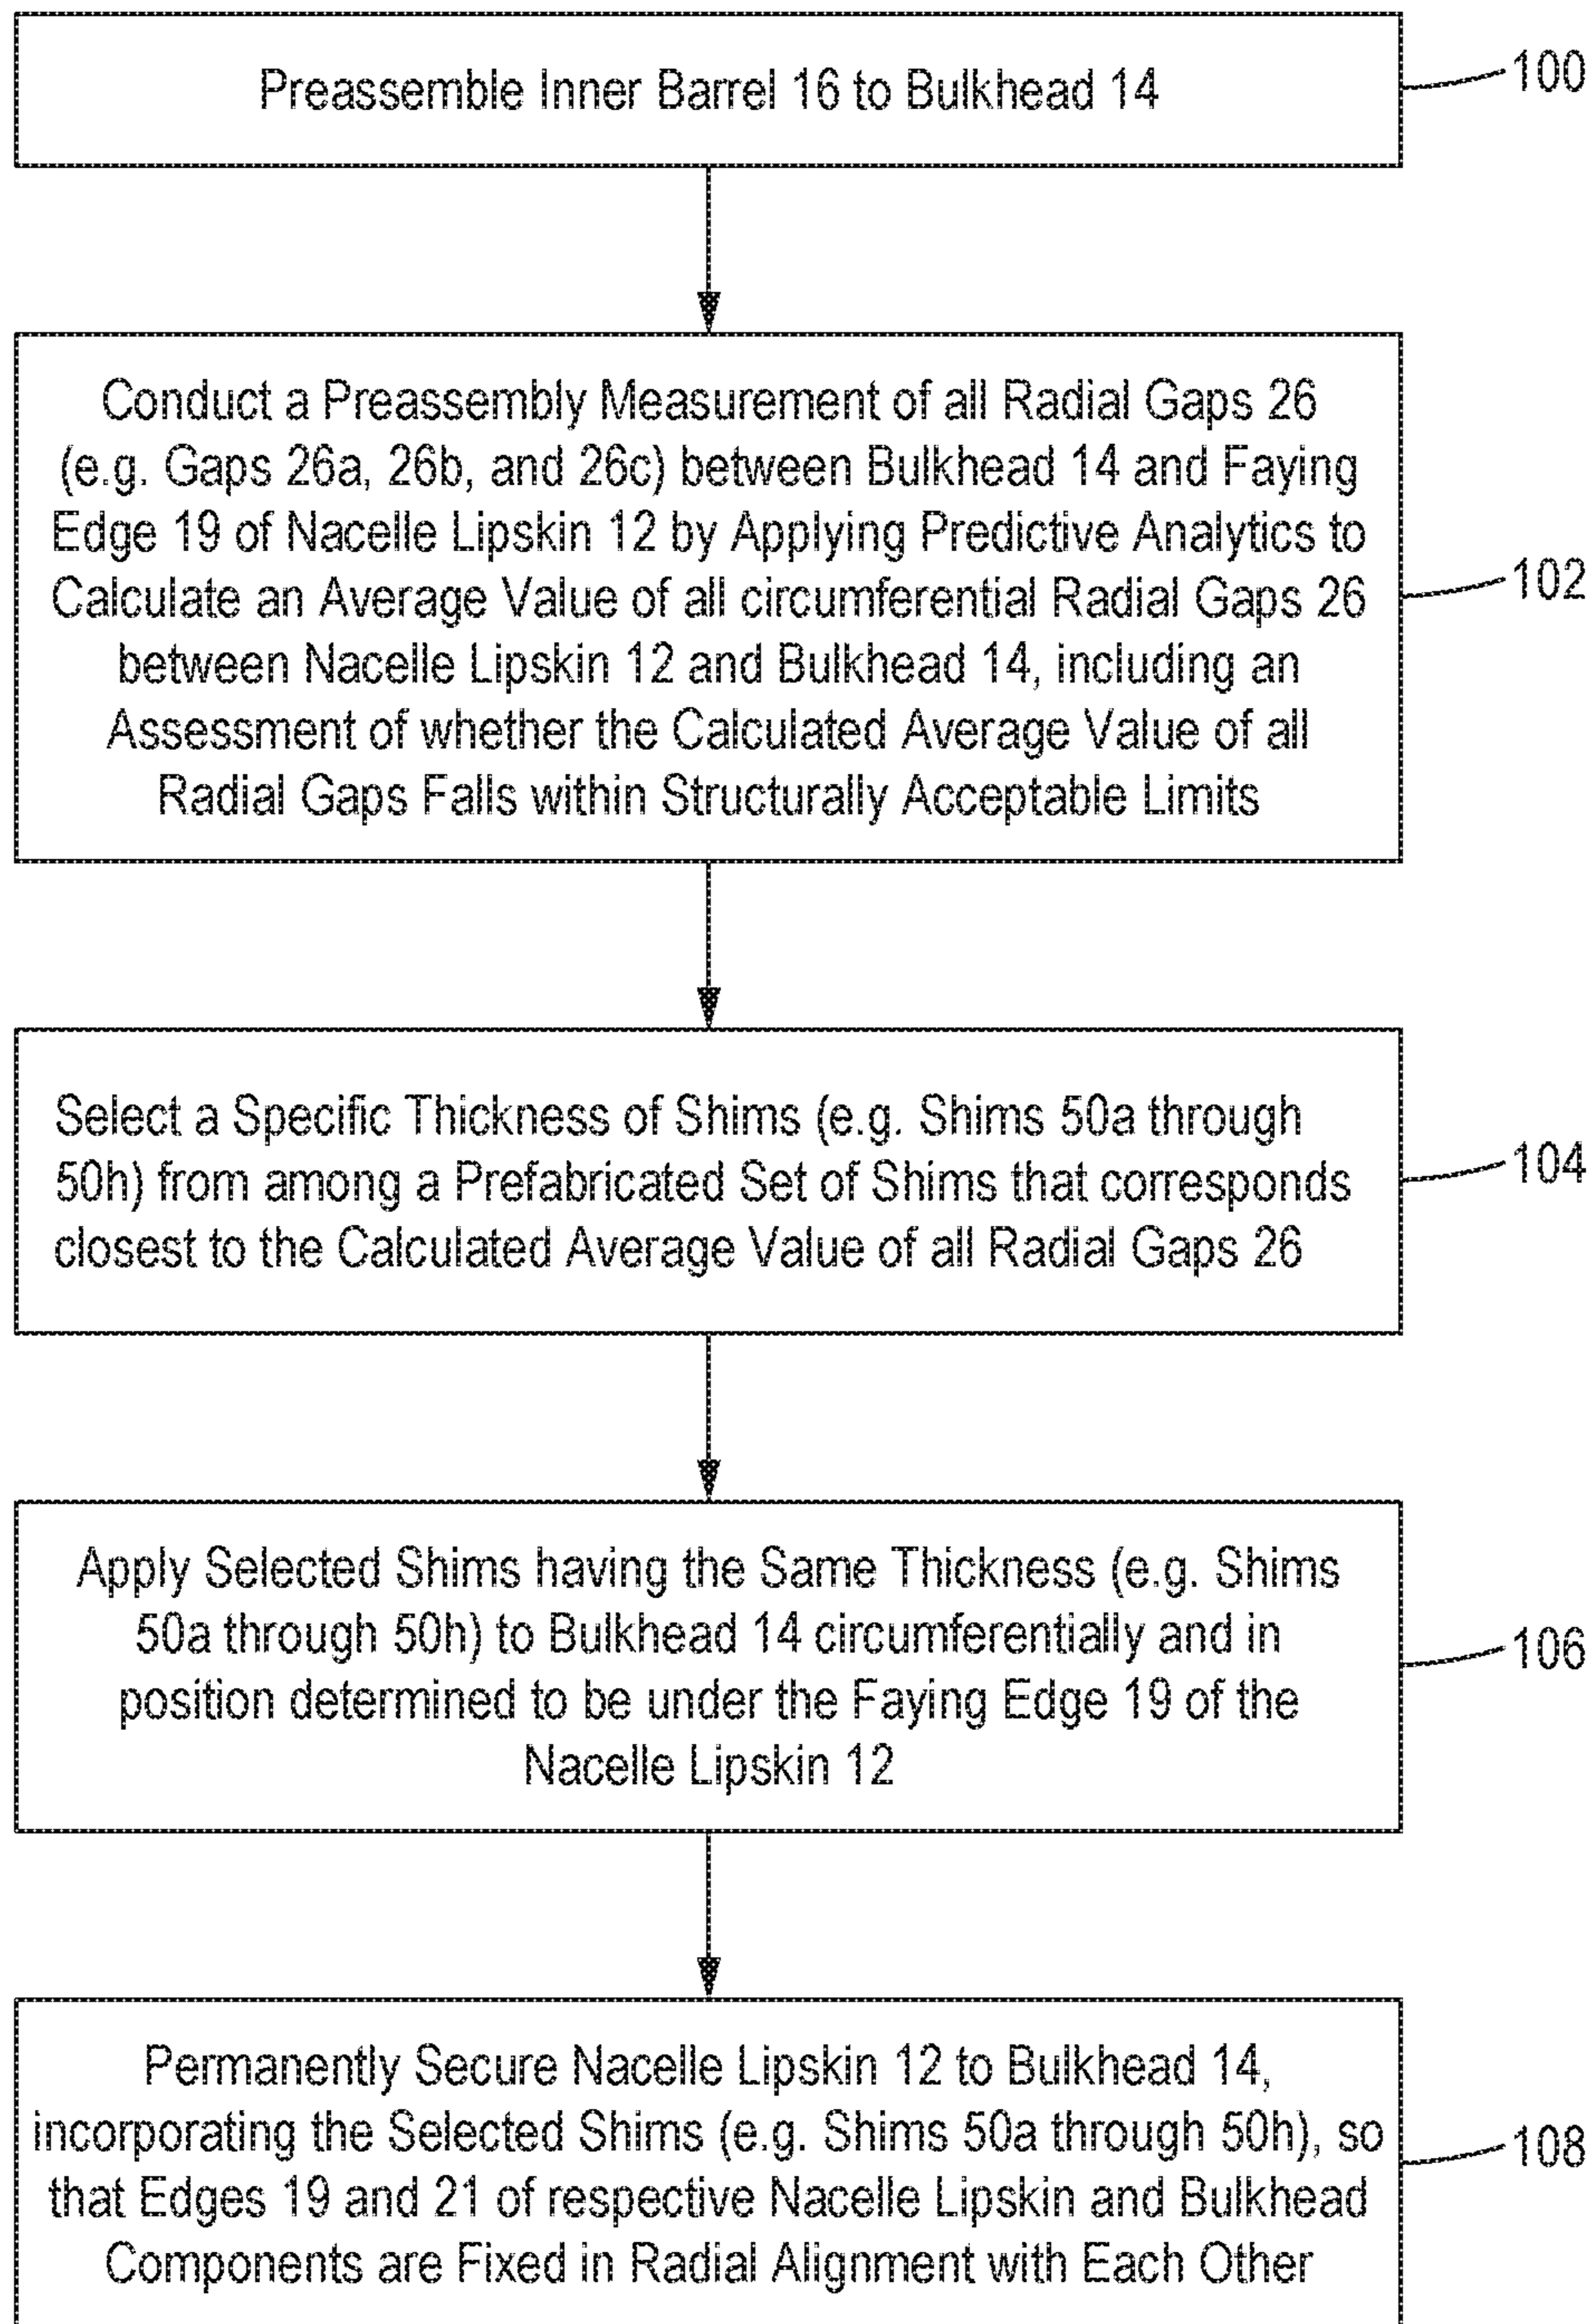 Preassemble Inner Barrel 16 to Bulkhead 14
100
Conduct a Preassembly Measurement of all Radial Gaps 26
(e.g. Gaps 26a, 26b, and 26c) between Bulkhead 14 and Faying
Edge 19 of Nacelle Lipskin 12 by Applying Predictive Analytics to
Calculate an Average Value of all circumferential Radial Gaps 26
between Nacelle Lipskin 12 and Bulkhead 14, including an
Assessment of whether the Calculated Average Value of all
Radial Gaps Falls within Structurally Acceptable Limits
102
Select a Specific Thickness of Shims (e.g. Shims 50a through
50h) from among a Prefabricated Set of Shims that corresponds
closest to the Calculated Average Value of all Radial Gaps 26
104
Apply Selected Shims having the Same Thickness (e.g. Shims
50a through 50h) to Bulkhead 14 circumferentially and in
position determined to be under the Faying Edge 19 of the
Nacelle Lipskin 12
106
Permanently Secure Nacelle Lipskin 12 to Bulkhead 14,
incorporating the Selected Shims (e.g. Shims 50a through 50h), so
that Edges 19 and 21 of respective Nacelle Lipskin and Bulkhead
Components are Fixed in Radial Alignment with Each Other
108